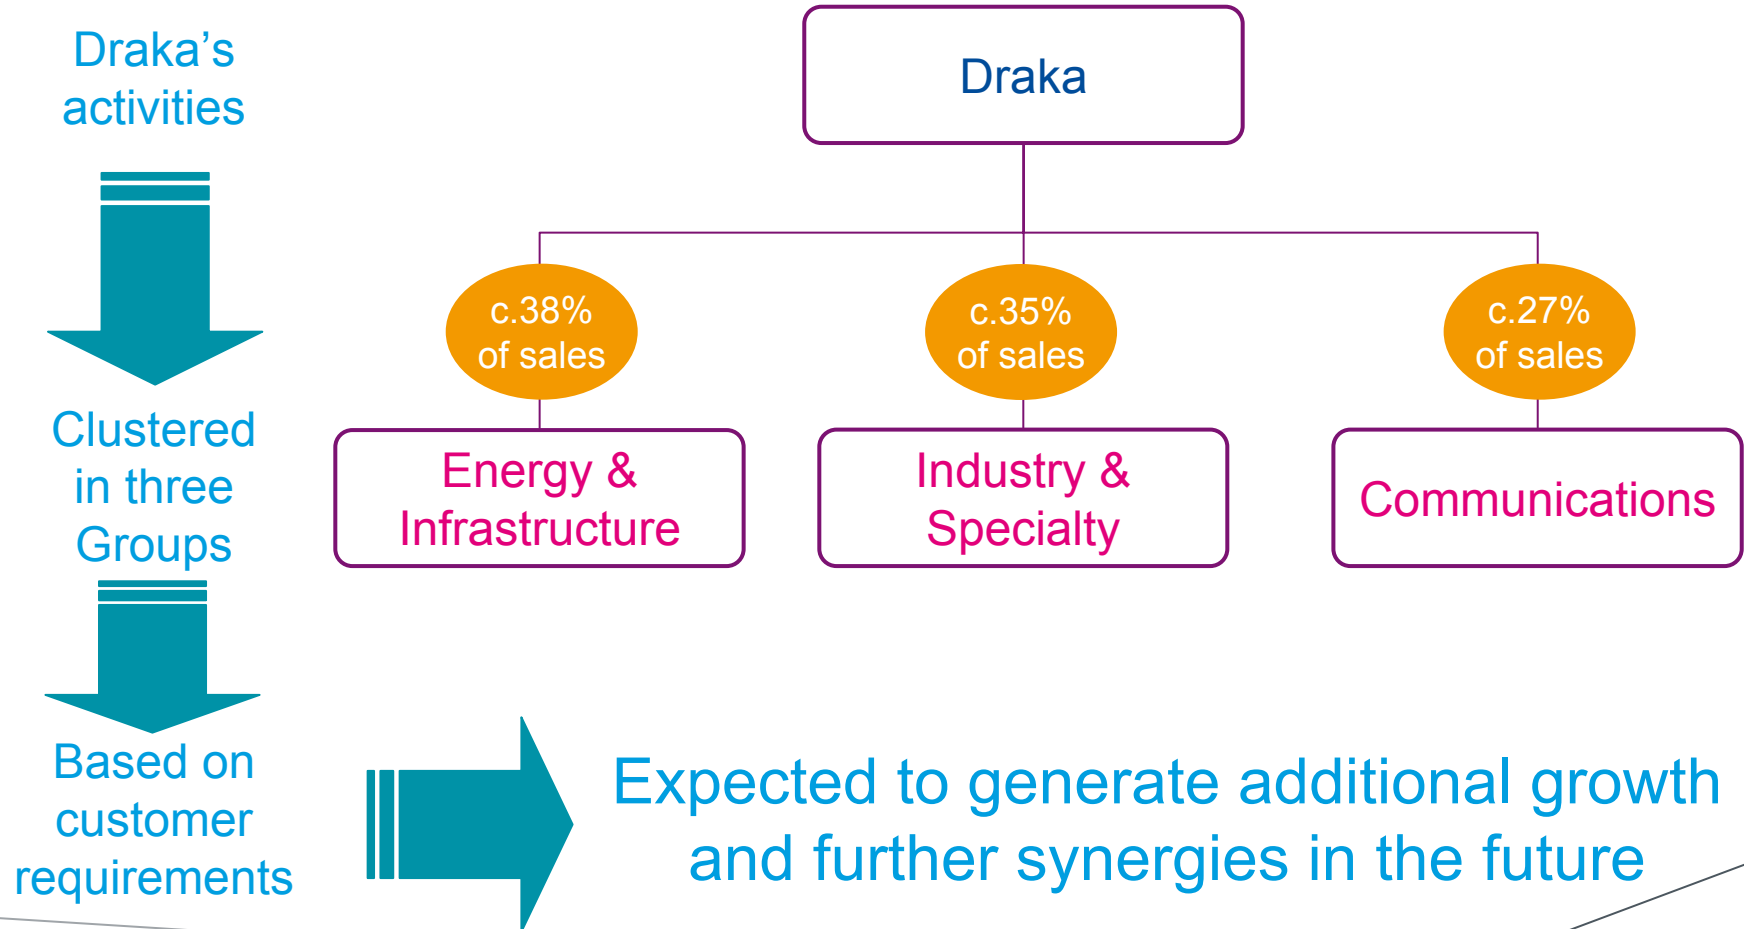 Draka's
activities
Draka
c.38%
of sales
c.35%
of sales
c.27%
of sales
Clustered
in three
Groups
Energy &
Infrastructure
Industry &
Specialty
Communications
Based on
customer
requirements
Expected to generate additional growth
and further synergies in the future